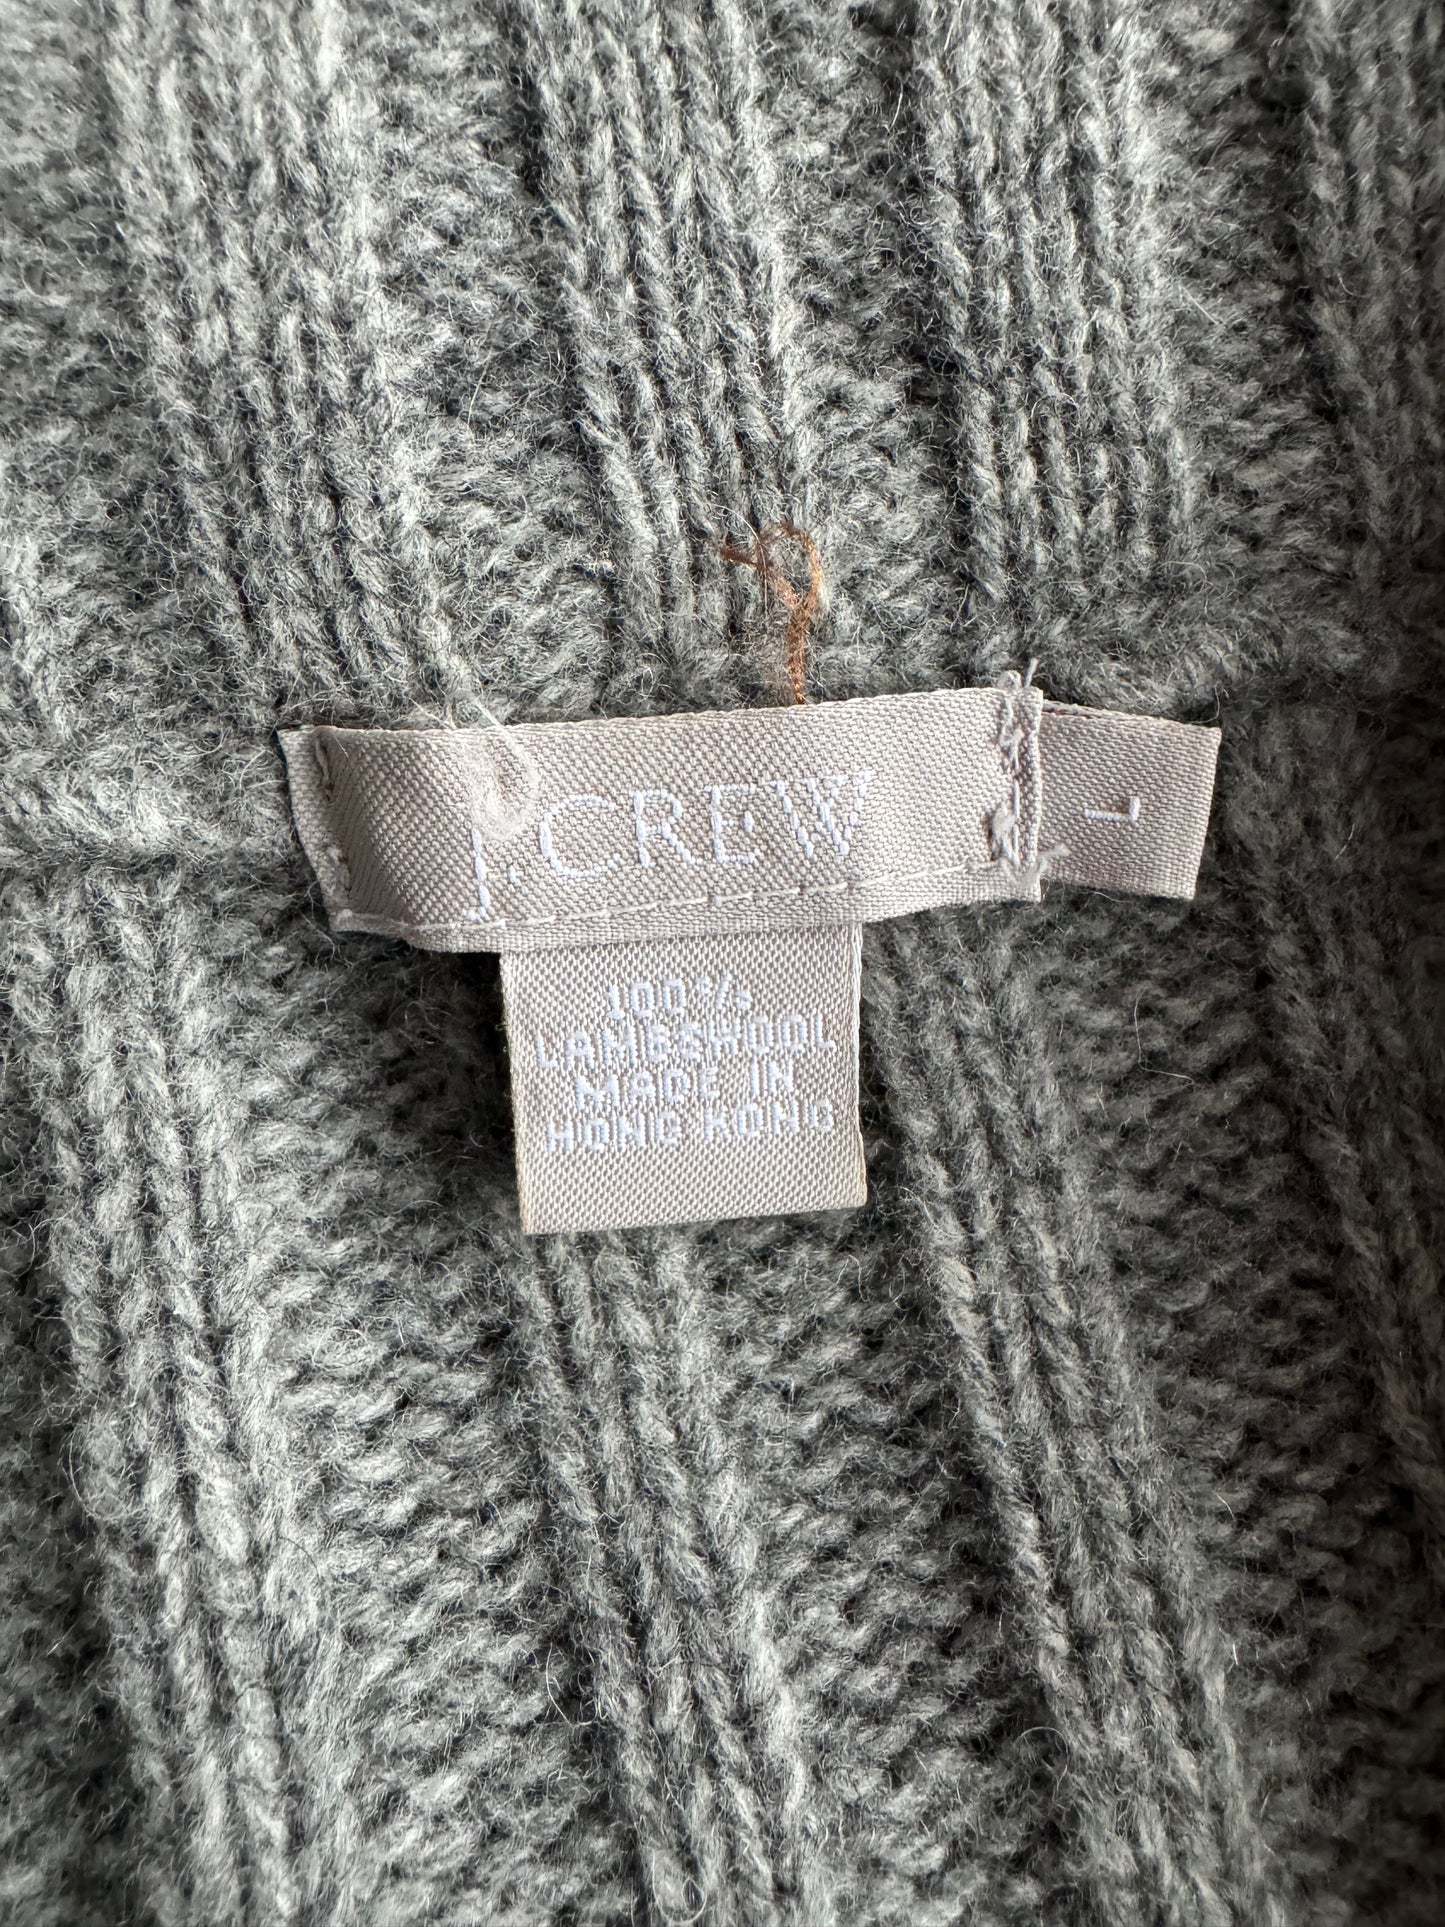 J.CREW
L
100%
LAMBSWOOL
MADE IN
HONG KONG